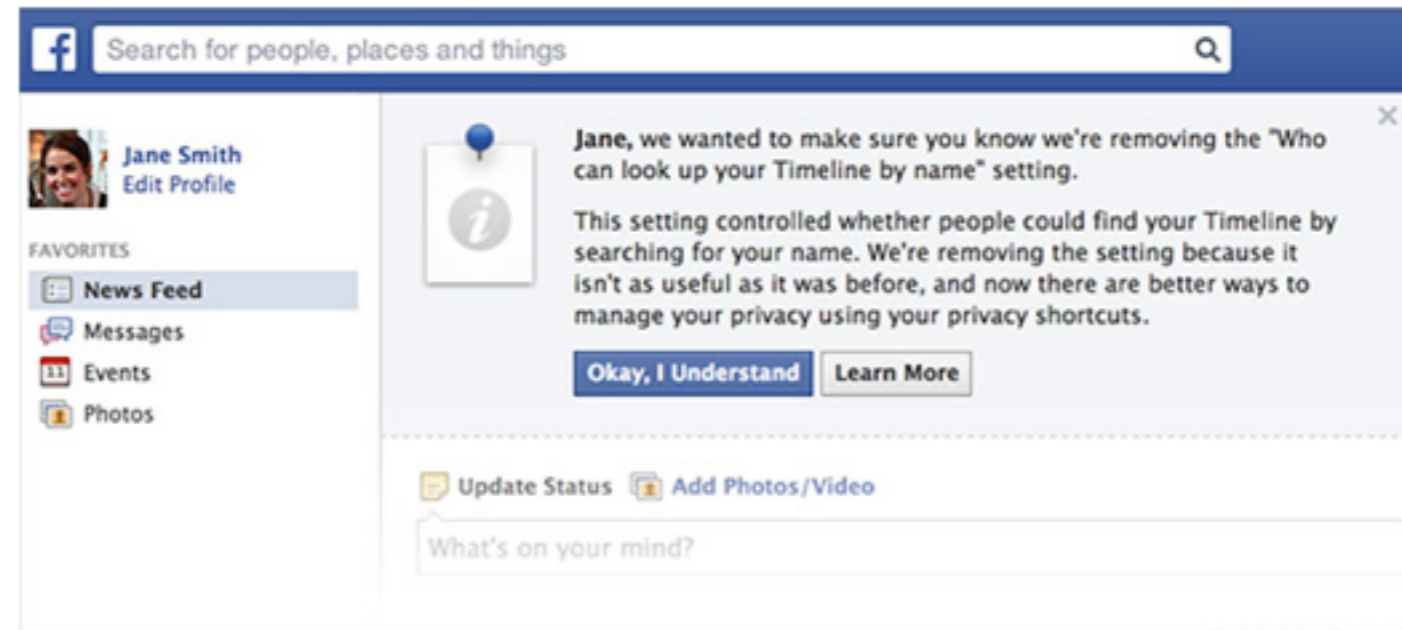 f
Search for people, places and things
Jane Smith
Edit Profile
FAVORITES
News Feed
Messages
11 Events
Photos
Jane, we wanted to make sure you know we're removing the "Who
can look up your Timeline by name" setting.
This setting controlled whether people could find your Timeline by
searching for your name. We're removing the setting because it
isn't as useful as it was before, and now there are better ways to
manage your privacy using your privacy shortcuts.
Okay, I Understand
Learn More
Update Status
Add Photos/Video
What's on your mind?